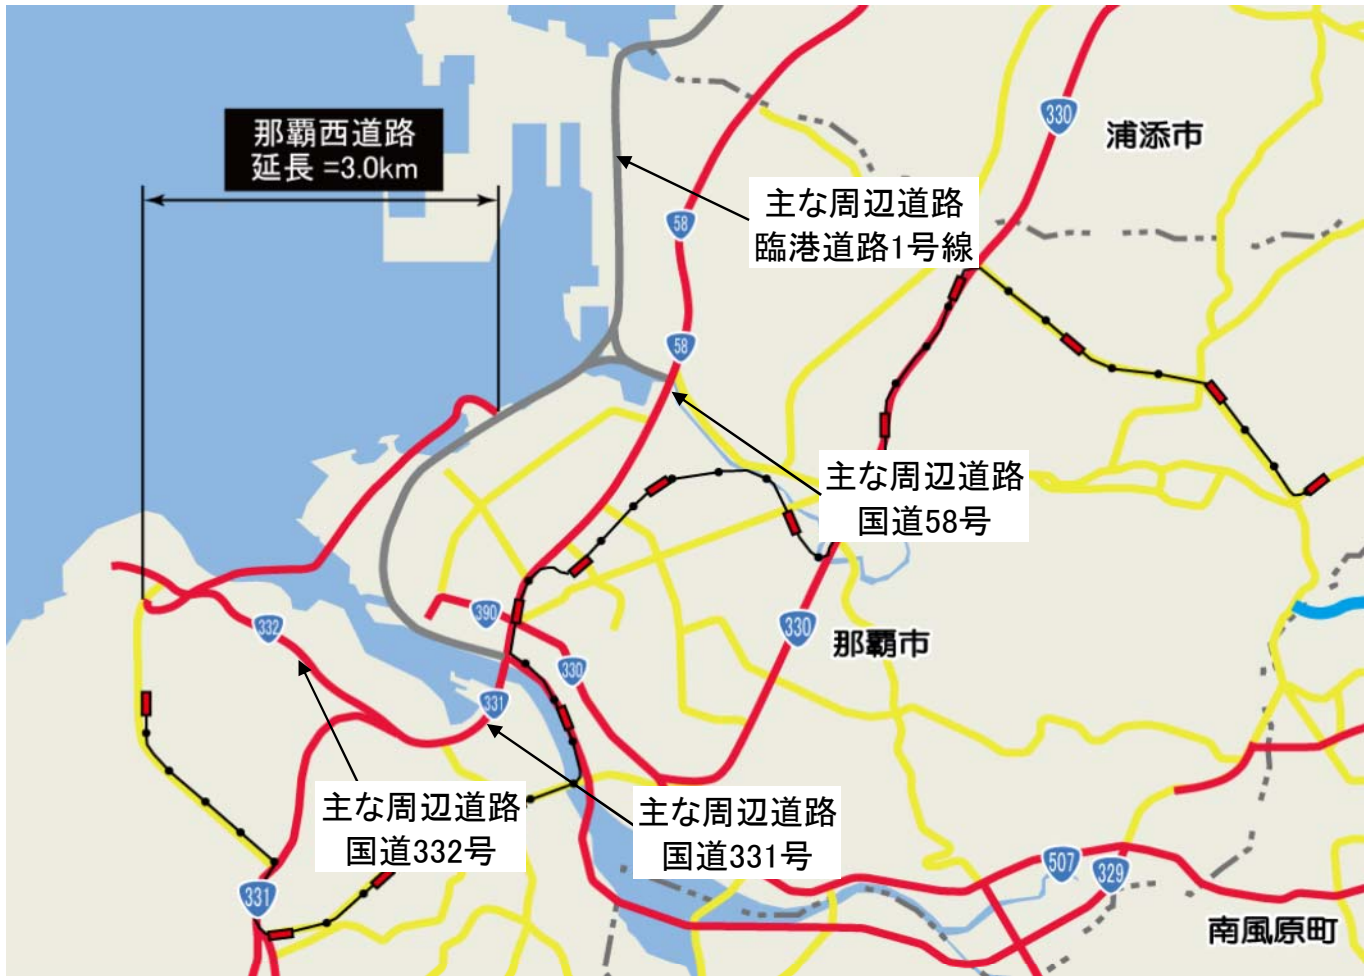 那覇西道路
延長 =3.0km
330
浦添市
主な周辺道路
臨港道路1号線
58
58
主な周辺道路
国道58号
390
332
330
330
那覇市
331
主な周辺道路
国道332号
主な周辺道路
国道331号
507
329
331
南風原町